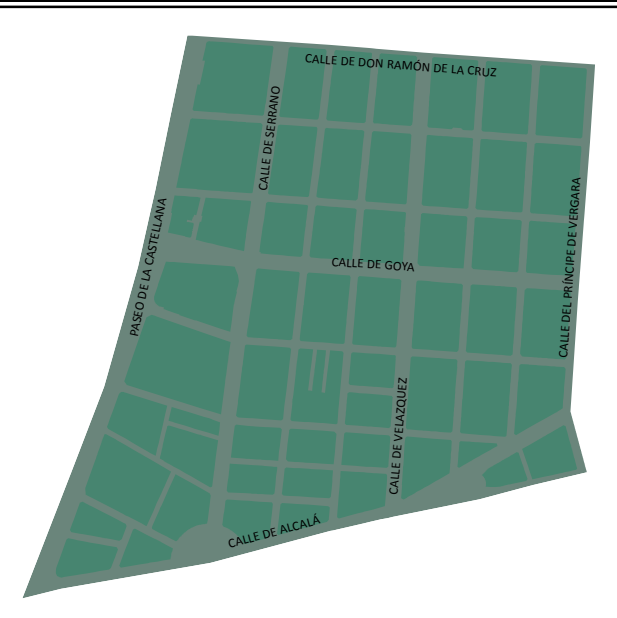 CALLE DE DON RAMÓN DE LA CRUZ
CALLE DE SERRANO
PASEO DE LA CASTELLANA
CALLE DEL PRÍNCIPE DE VERGARA
CALLE DE GOYA
CALLE DE VELAZQUEZ
CALLE DE ALCALÁ